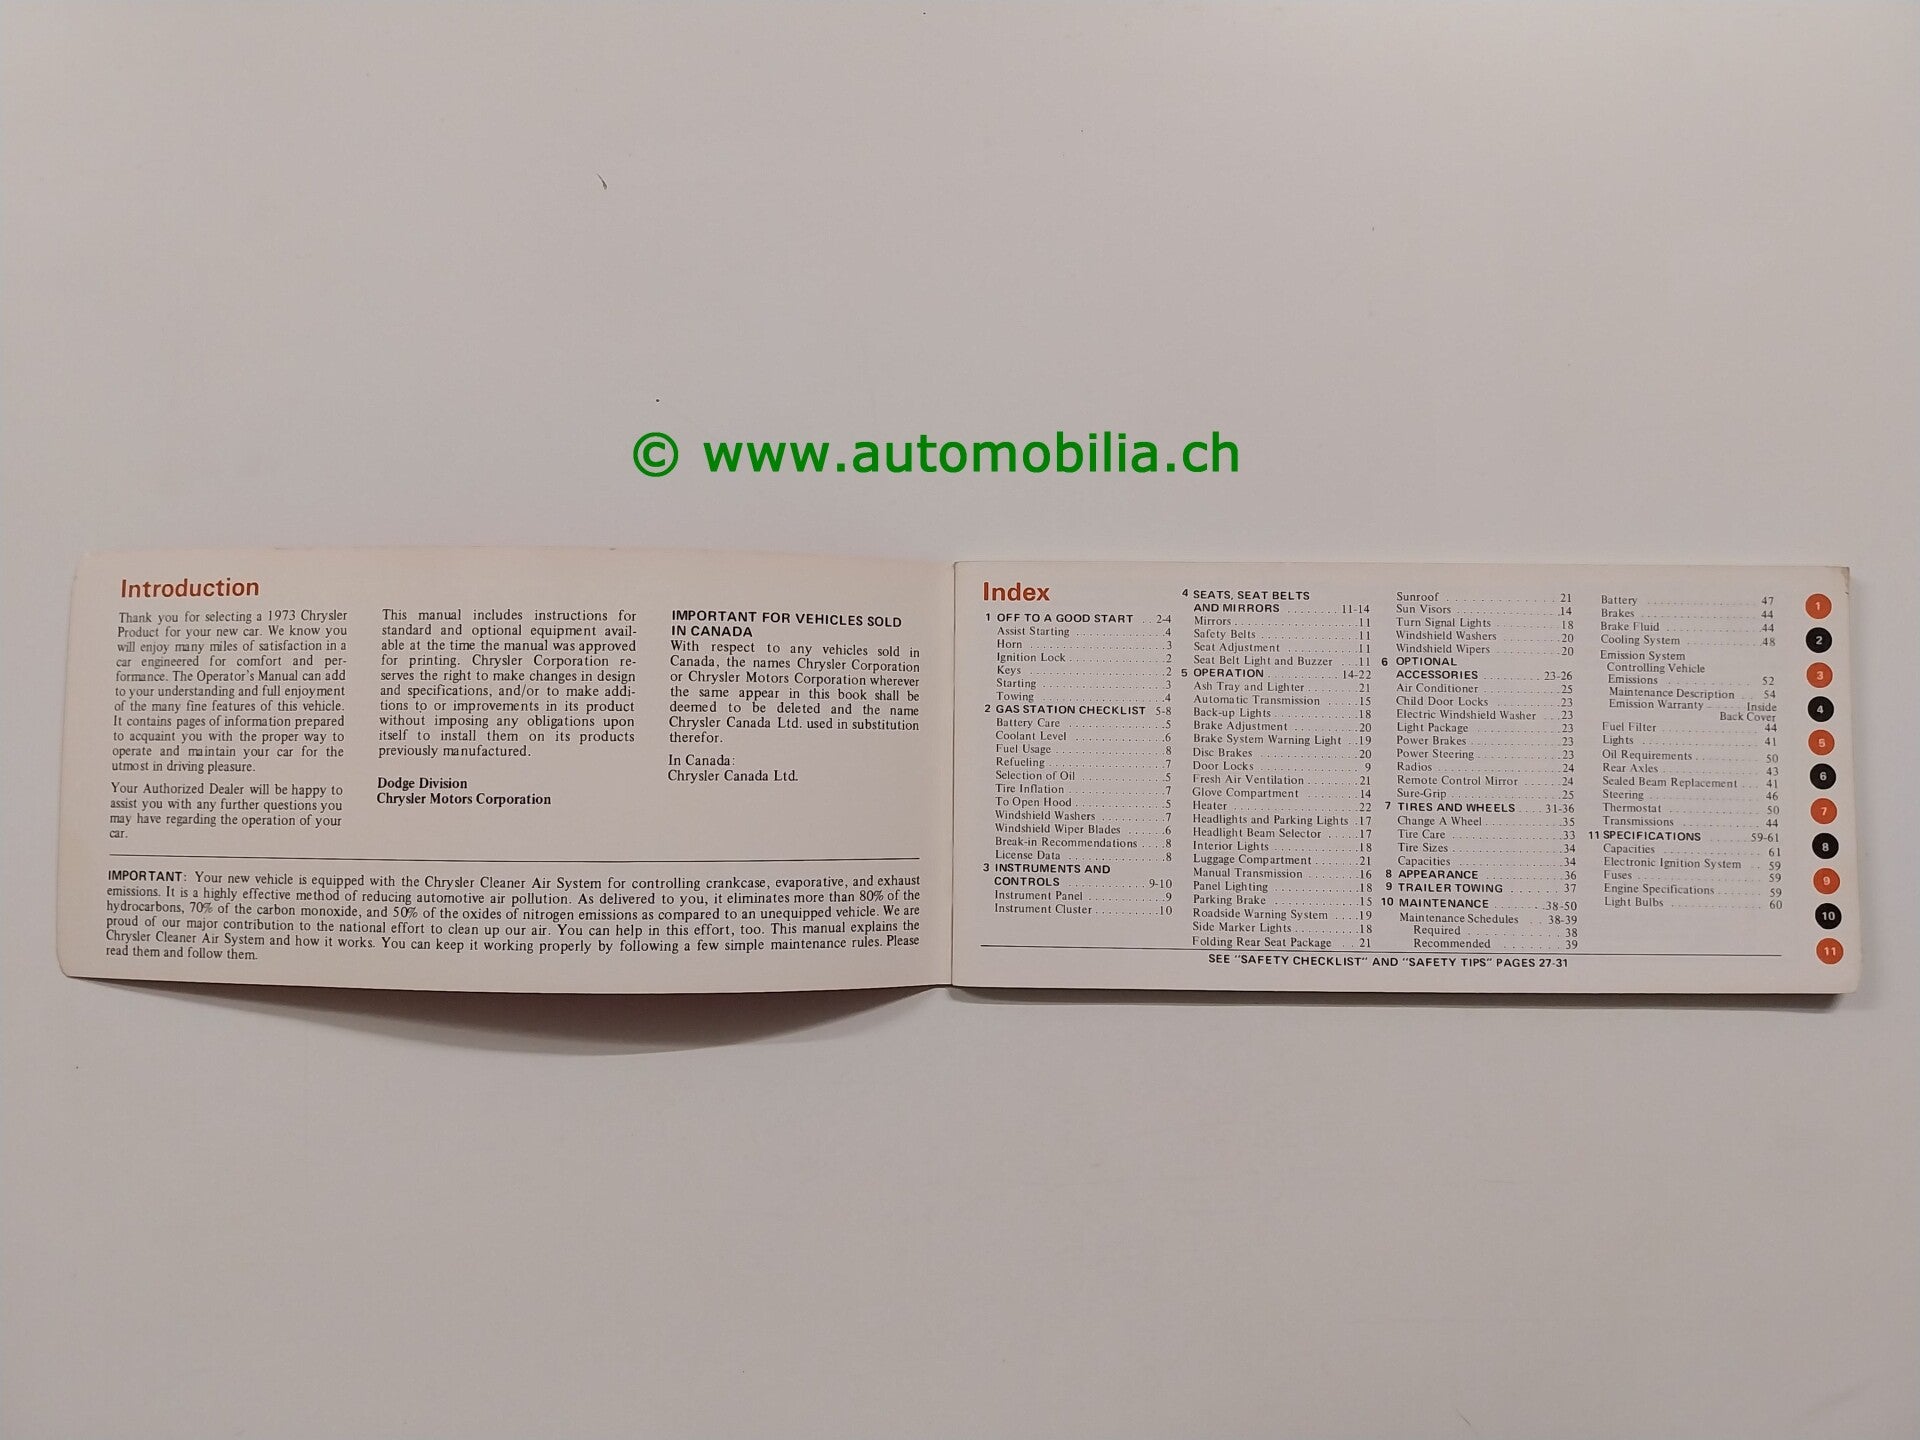 © www.automobilia.ch
Introduction
Thank you for selecting a 1973 Chrysler
Product for your new car. We know you
will enjoy many miles of satisfaction in a
car engineered for comfort and per-
formance. The Operator's Manual can add
to your understanding and full enjoyment
of the many fine features of this vehicle.
It contains pages of information prepared
to acquaint you with the proper way to
operate and maintain your car for the
utmost in driving pleasure.
Your Authorized Dealer will be happy to
assist you with any further questions you
may have regarding the operation of your
car.
This manual includes instructions for
standard and optional equipment avail-
able at the time the manual was approved
for printing. Chrysler Corporation re-
serves the right to make changes in design
and specifications, and/or to make addi-
tions to or improvements in its product
without imposing any obligations upon
itself to install them on its products
previously manufactured.
Dodge Division
Chrysler Motors Corporation
IMPORTANT FOR VEHICLES SOLD
IN CANADA
With respect to any vehicles sold in
Canada, the names Chrysler Corporation
or Chrysler Motors Corporation wherever
the same appear in this book shall be
deemed to be deleted and the name
Chrysler Canada Ltd. used in substitution
therefor.
In Canada:
Chrysler Canada Ltd.
IMPORTANT: Your new vehicle is equipped with the Chrysler Cleaner Air System for controlling crankcase, evaporative, and exhaust
emissions. It is a highly effective method of reducing automotive air pollution. As delivered to you, it eliminates more than 80% of the
hydrocarbons, 70% of the carbon monoxide, and 50% of the oxides of nitrogen emissions as compared to an unequipped vehicle. We are
proud of our major contribution to the national effort to clean up our air. You can help in this effort, too. This manual explains the
Chrysler Cleaner Air System and how it works. You can keep it working properly by following a few simple maintenance rules. Please
read them and follow them.
Index
1 OFF TO A GOOD START . . 2-4
Assist Starting . . . . . . . . . . 4
Horn . . . . . . . . . . 3
Ignition Lock . . . . . . . . . . 2
Keys . . . . . . . . . . 2
Starting . . . . . . . . . . 3
Towing . . . . . . . . . . 4
2 GAS STATION CHECKLIST 5-8
Battery Care . . . . . . . . . . 5
Coolant Level . . . . . . . . . . 6
Fuel Usage . . . . . . . . . . 8
Refueling . . . . . . . . . . 7
Selection of Oil . . . . . . . . . . 5
Tire Inflation . . . . . . . . . . 7
To Open Hood . . . . . . . . . . 5
Windshield Washers . . . . . . . . . . 7
Windshield Wiper Blades . . . . . 6
Break-in Recommendations . . . . 8
License Data . . . . . . . . . . 8
3 INSTRUMENTS AND
CONTROLS . . . . . . . . . . 9-10
Instrument Panel . . . . . . . . . . 9
Instrument Cluster . . . . . . . . . . 10
4 SEATS, SEAT BELTS
AND MIRRORS . . . . . . . . 11-14
Mirrors . . . . . . . . . . 11
Safety Belts . . . . . . . . . . 11
Seat Adjustment . . . . . . . . . . 11
Seat Belt Light and Buzzer . . . 11
5 OPERATION . . . . . . . . . . 14-22
Ash Tray and Lighter . . . . . . . . 21
Automatic Transmission . . . . . 15
Back-up Lights . . . . . . . . . . 18
Brake Adjustment . . . . . . . . . . 20
Brake System Warning Light . . 19
Disc Brakes . . . . . . . . . . 20
Door Locks . . . . . . . . . . 9
Fresh Air Ventilation . . . . . . . . 21
Glove Compartment . . . . . . . . 14
Heater . . . . . . . . . . 22
Headlights and Parking Lights . 17
Headlight Beam Selector . . . . . 17
Interior Lights . . . . . . . . . . 18
Luggage Compartment . . . . . . . 21
Manual Transmission . . . . . . . . 16
Panel Lighting . . . . . . . . . . 18
Parking Brake . . . . . . . . . . 15
Roadside Warning System . . . . 19
Side Marker Lights . . . . . . . . . . 18
Folding Rear Seat Package . . 21
Sunroof . . . . . . . . . . 21
Sun Visors . . . . . . . . . . 14
Turn Signal Lights . . . . . . . . . . 18
Windshield Washers . . . . . . . . . . 20
Windshield Wipers . . . . . . . . . . 20
6 OPTIONAL
ACCESSORIES . . . . . . . . 23-26
Air Conditioner . . . . . . . . . . 25
Child Door Locks . . . . . . . . . . 23
Electric Windshield Washer . . . 23
Light Package . . . . . . . . . . 23
Power Brakes . . . . . . . . . . 23
Power Steering . . . . . . . . . . 23
Radios . . . . . . . . . . 24
Remote Control Mirror . . . . . . 24
Sure-Grip . . . . . . . . . . 25
7 TIRES AND WHEELS . . . . 31-36
Change A Wheel . . . . . . . . . . 35
Tire Care . . . . . . . . . . 33
Tire Sizes . . . . . . . . . . 34
Capacities . . . . . . . . . . 34
8 APPEARANCE . . . . . . . . . . 36
9 TRAILER TOWING . . . . . . . 37
10 MAINTENANCE . . . . . . . . 38-50
Maintenance Schedules . . . 38-39
Required . . . . . . . . . . 38
Recommended . . . . . . . . 39
Battery . . . . . . . . . . 47
Brakes . . . . . . . . . . 44
Brake Fluid . . . . . . . . . . 44
Cooling System . . . . . . . . . . 48
Emission System
Controlling Vehicle
Emissions . . . . . . . . . . 52
Maintenance Description . . 54
Emission Warranty . . . . . Inside
Back Cover
Fuel Filter . . . . . . . . . . 44
Lights . . . . . . . . . . 41
Oil Requirements . . . . . . . . . . 50
Rear Axles . . . . . . . . . . 43
Sealed Beam Replacement . . . 41
Steering . . . . . . . . . . 46
Thermostat . . . . . . . . . . 50
Transmissions . . . . . . . . . . 44
11 SPECIFICATIONS . . . . . . 59-61
Capacities . . . . . . . . . . 61
Electronic Ignition System . . 59
Fuses . . . . . . . . . . 59
Engine Specifications . . . . . . . 59
Light Bulbs . . . . . . . . . . 60
SEE "SAFETY CHECKLIST" AND "SAFETY TIPS" PAGES 27-31
1
2
3
4
5
6
7
8
9
10
11